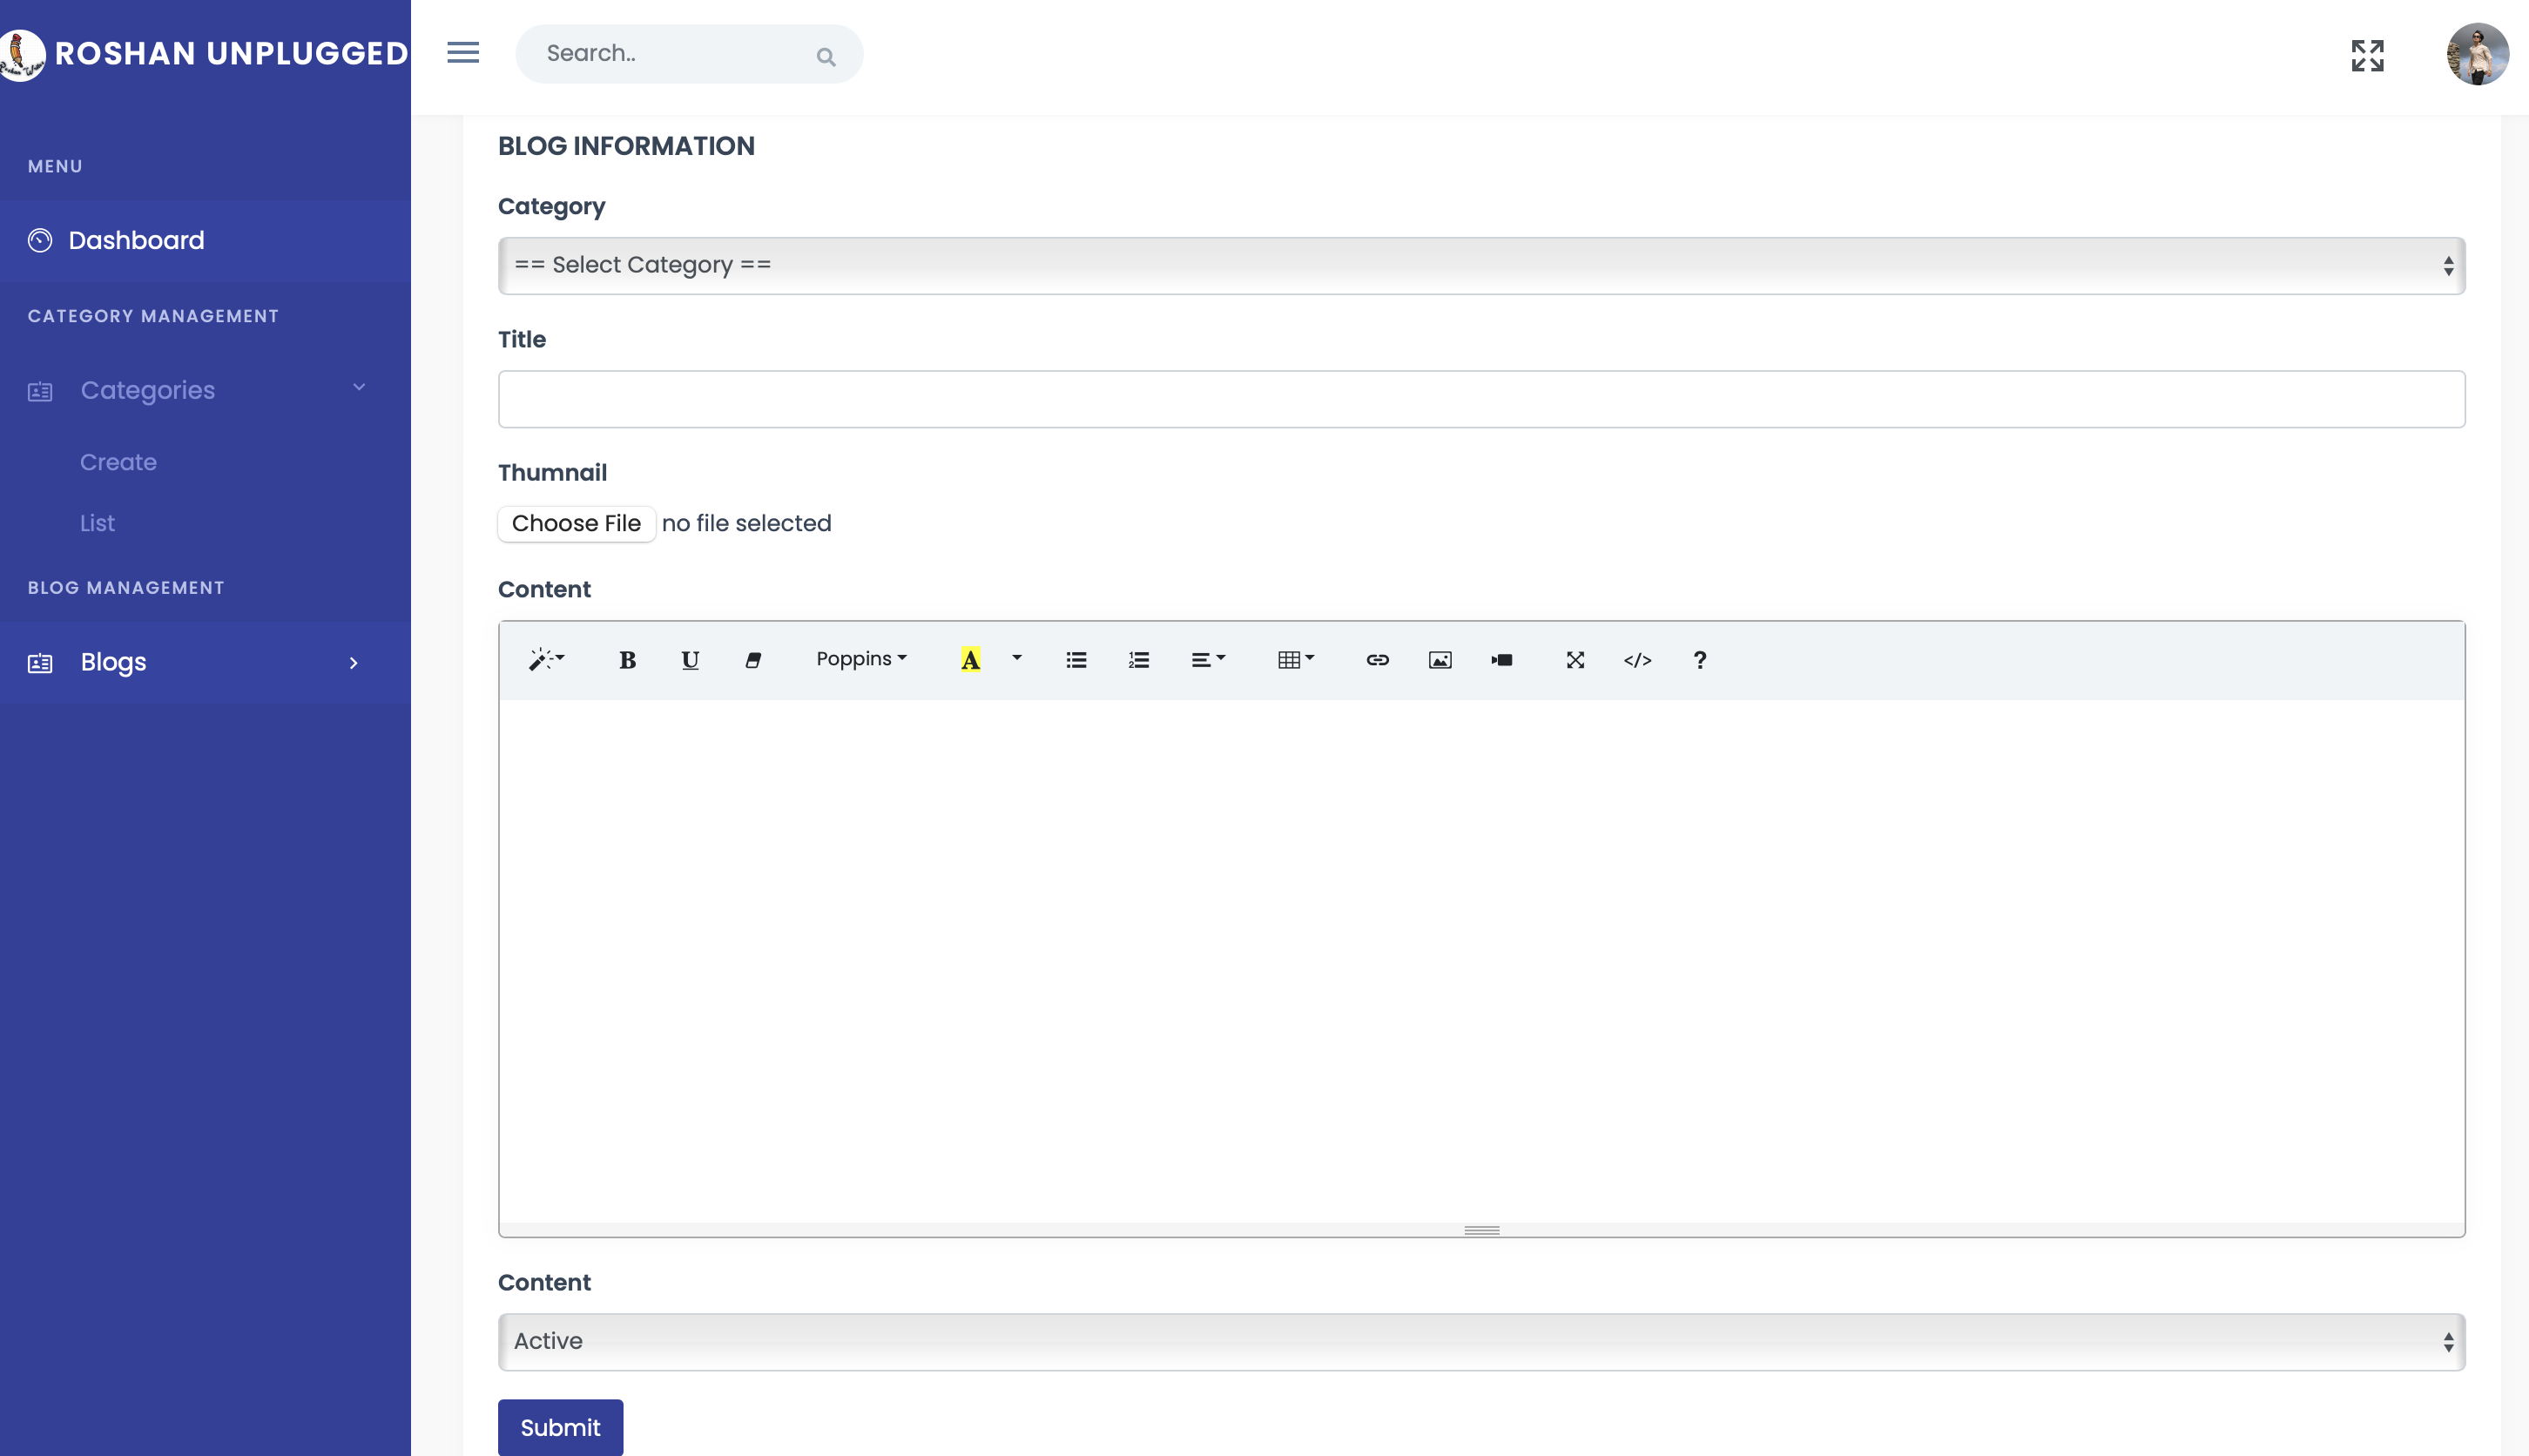 ROSHAN UNPLUGGED
Search..
MENU
Dashboard
CATEGORY MANAGEMENT
Categories
Create
List
BLOG MANAGEMENT
Blogs
BLOG INFORMATION
Category
== Select Category ==
Title
Thumnail
Choose File no file selected
Content
B U Poppins A </> ?
Content
Active
Submit